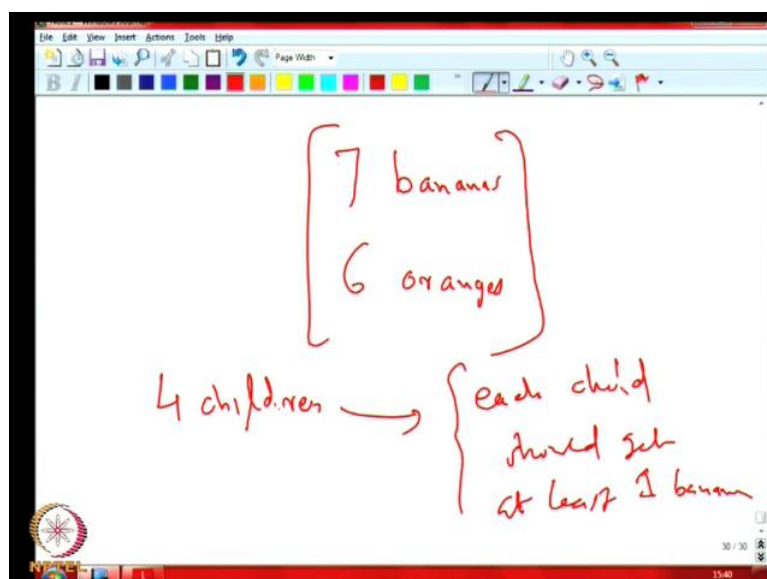 File Edit View Insert Actions Tools Help
Page Width
B I
7 bananas
6 oranges
4 children → each child
should get
at least 1 banana
30 / 30
NPTEL
15:40